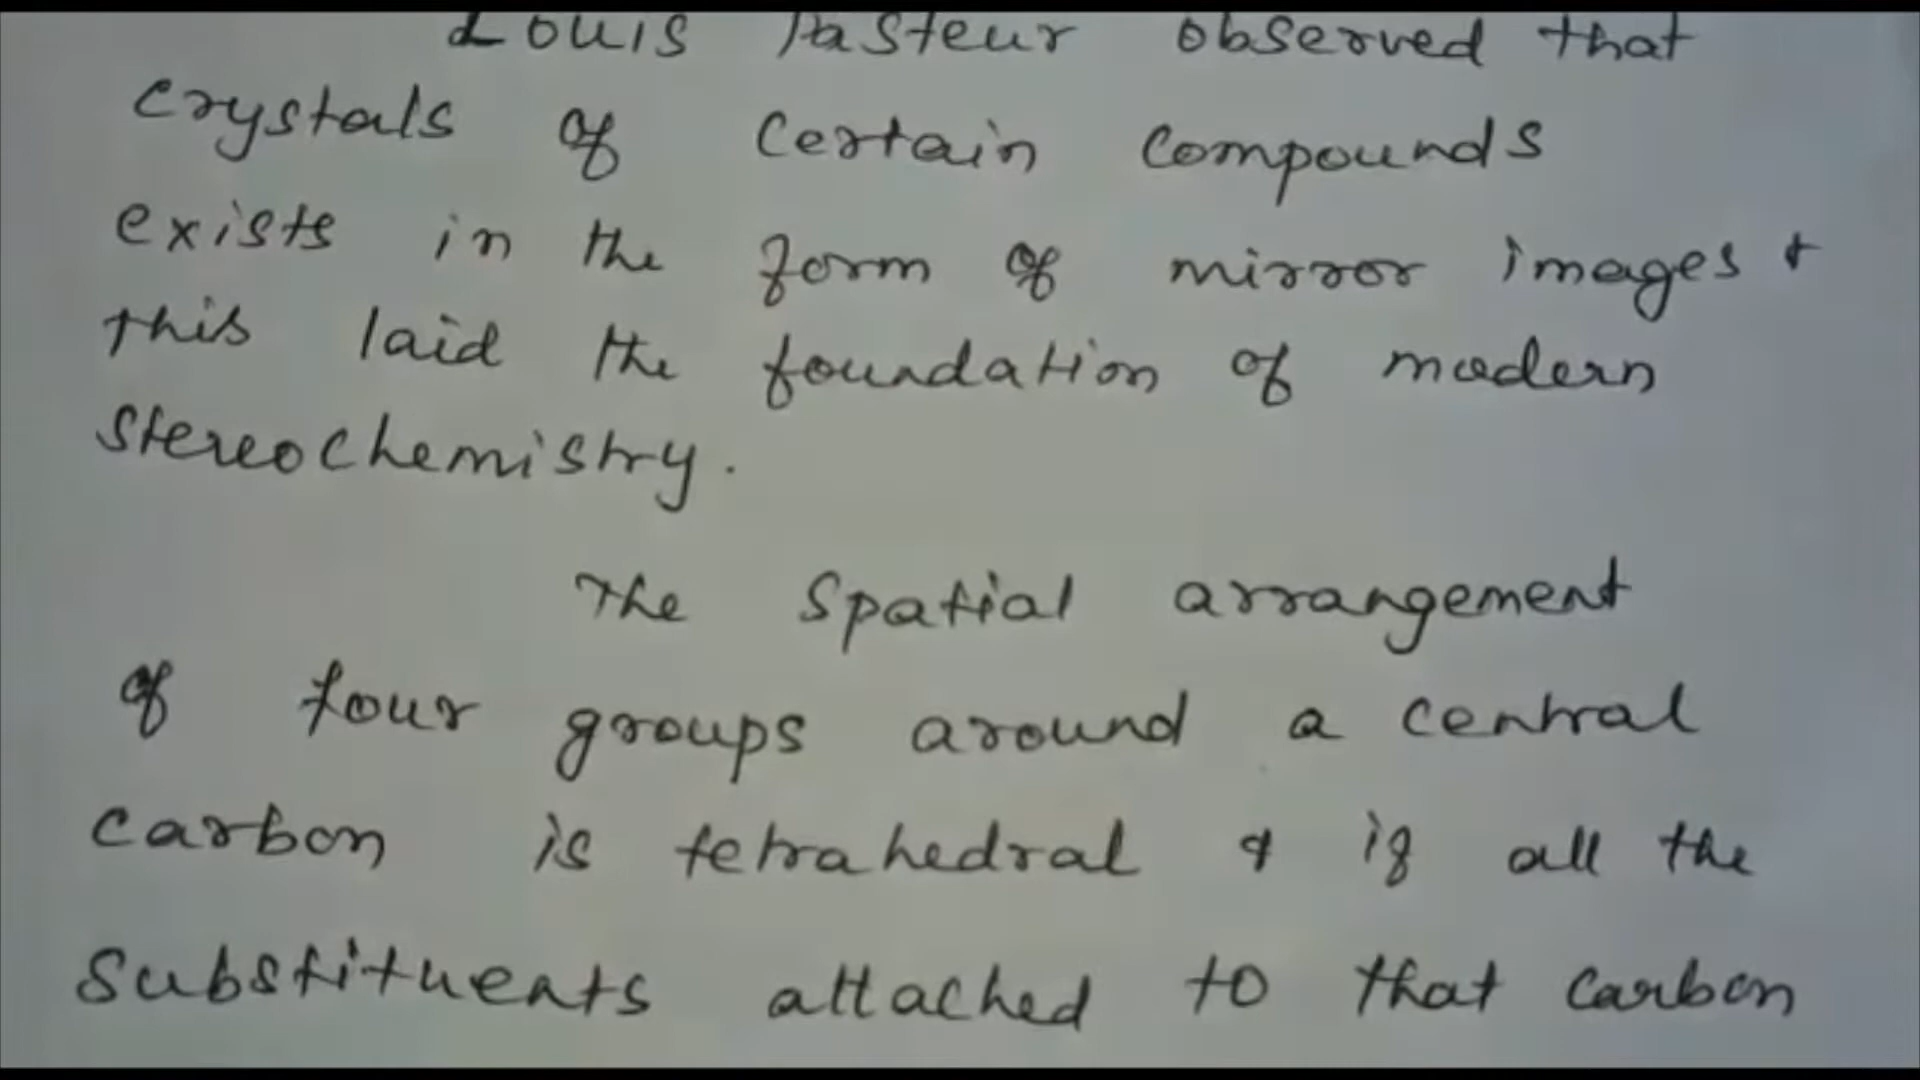 Louis Pasteur observed that
crystals of certain compounds
exists in the form of mirror images &
this laid the foundation of modern
stereochemistry.
The spatial arrangement
of four groups around a central
carbon is tetrahedral & if all the
substituents attached to that carbon